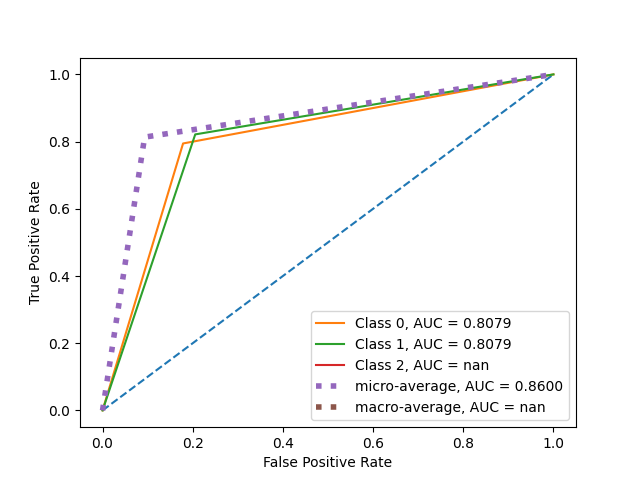 1.0
0.8
0.6
0.4
0.2
0.0
True Positive Rate
Class 0, AUC = 0.8079
Class 1, AUC = 0.8079
Class 2, AUC = nan
micro-average, AUC = 0.8600
macro-average, AUC = nan
0.0 0.2 0.4 0.6 0.8 1.0
False Positive Rate